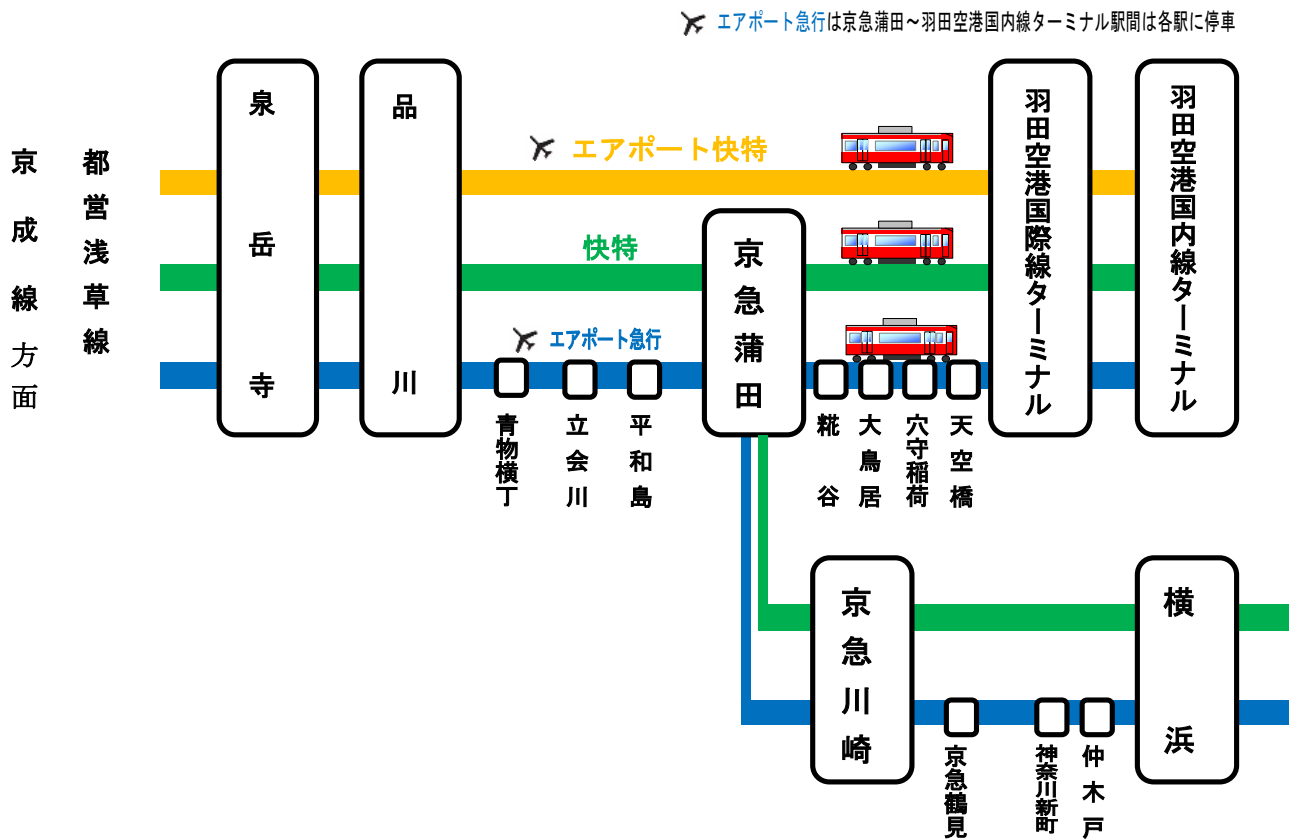 エアポート急行は京急蒲田～羽田空港国内線ターミナル駅間は各駅に停車
京成線方面
都営浅草線
泉岳寺
品川
エアポート快特
快特
エアポート急行
青物横丁
立会川
平和島
京急蒲田
糀谷
大鳥居
穴守稲荷
天空橋
羽田空港国際線ターミナル
羽田空港国内線ターミナル
京急川崎
京急鶴見
神奈川新町
仲木戸
横浜